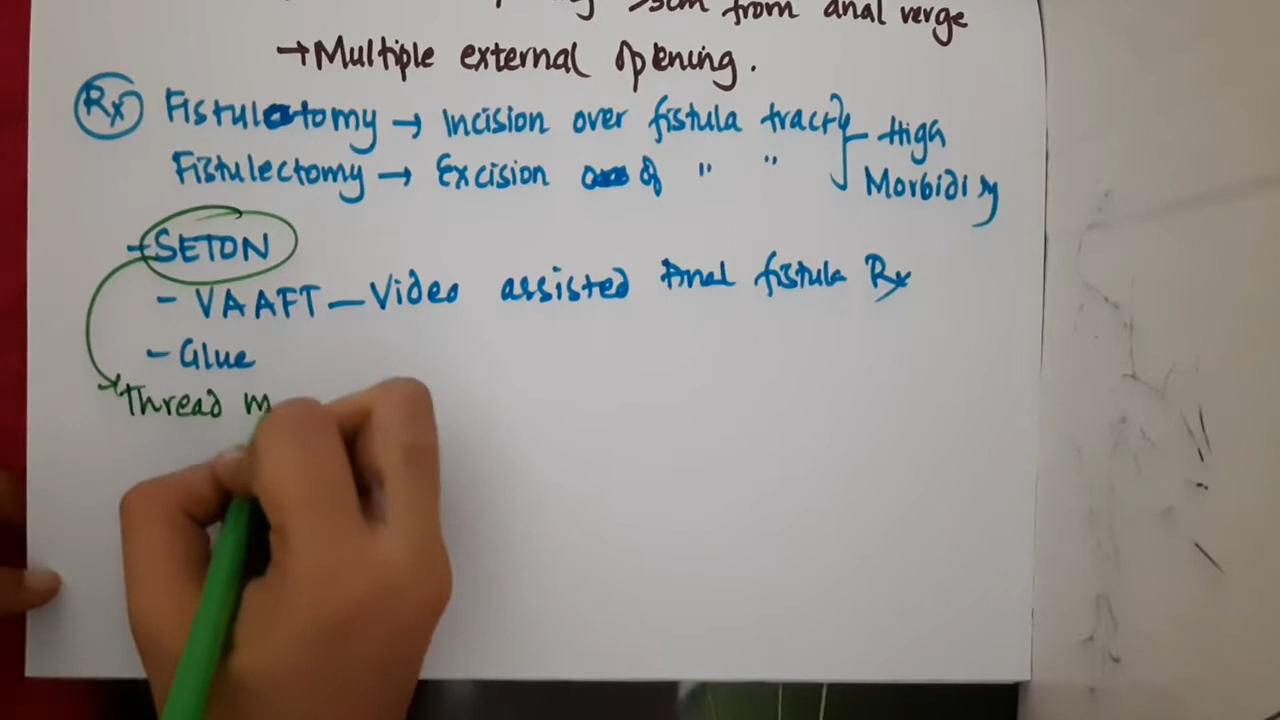 >3cm from anal verge
→Multiple external opening.
Rx Fistulotomy → Incision over fistula tract
Fistulectomy → Excision of " "
High
Morbidity
- SETON
- VAAFT - Video assisted Anal fistula Rx
- Glue
Thread m